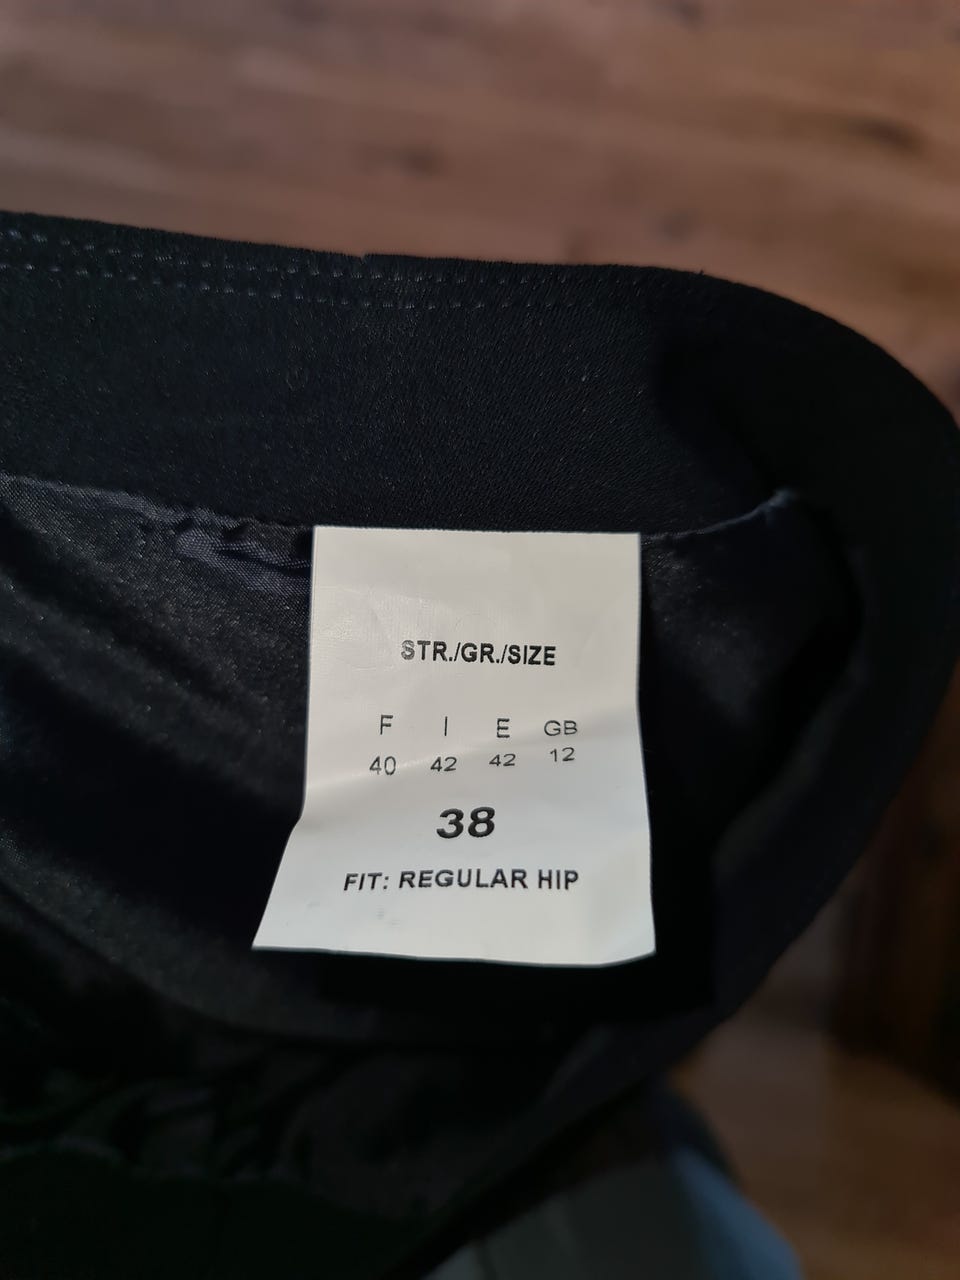 STR./GR./SIZE
F I E GB
40 42 42 12
38
FIT: REGULAR HIP